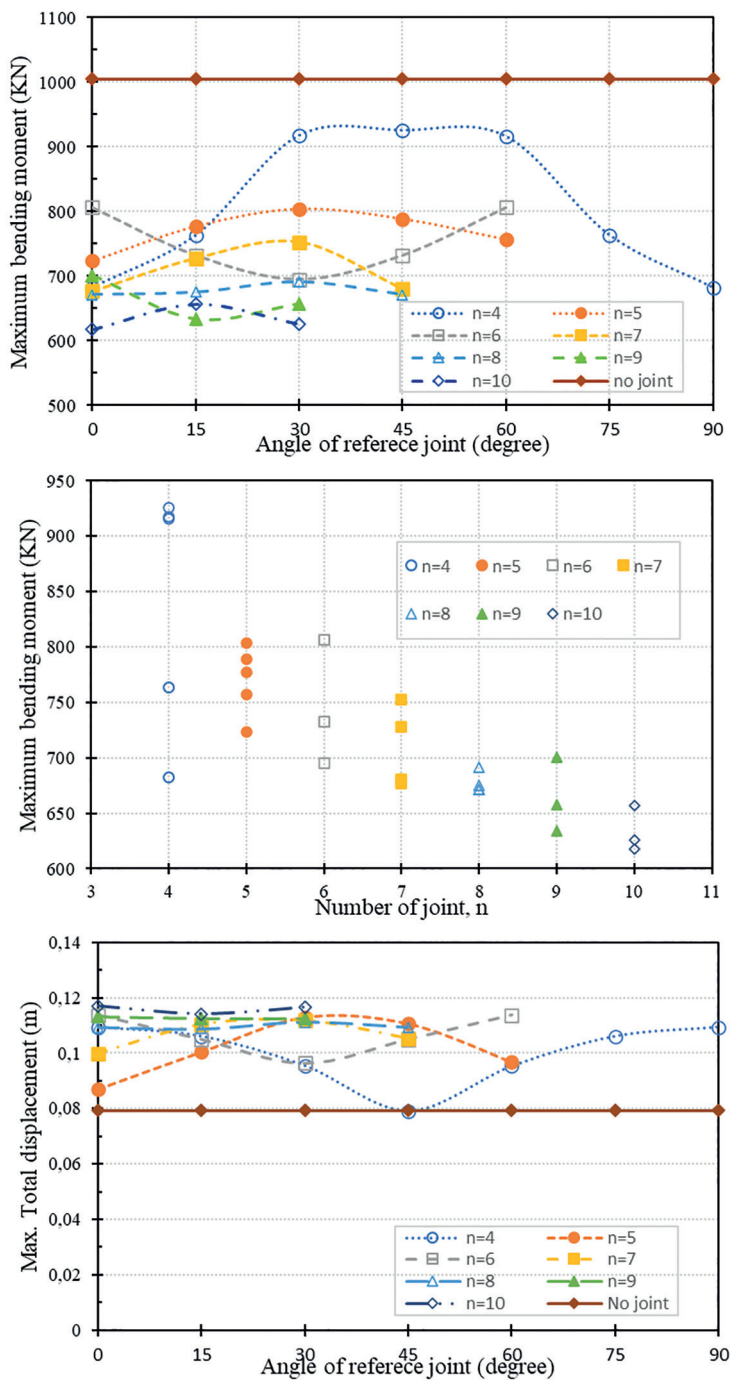 Maximum bending moment (KN)
1100
1000
900
800
700
600
500
n=4 n=5
n=6 n=7
n=8 n=9
n=10 no joint
0 15 30 45 60 75 90
Angle of referece joint (degree)
Maximum bending moment (KN)
950
900
850
800
750
700
650
600
n=4 n=5 n=6 n=7
n=8 n=9 n=10
3 4 5 6 7 8 9 10 11
Number of joint, n
Max. Total displacement (m)
0.14
0.12
0.1
0.08
0.06
0.04
0.02
0
n=4 n=5
n=6 n=7
n=8 n=9
n=10 No joint
0 15 30 45 60 75 90
Angle of referece joint (degree)